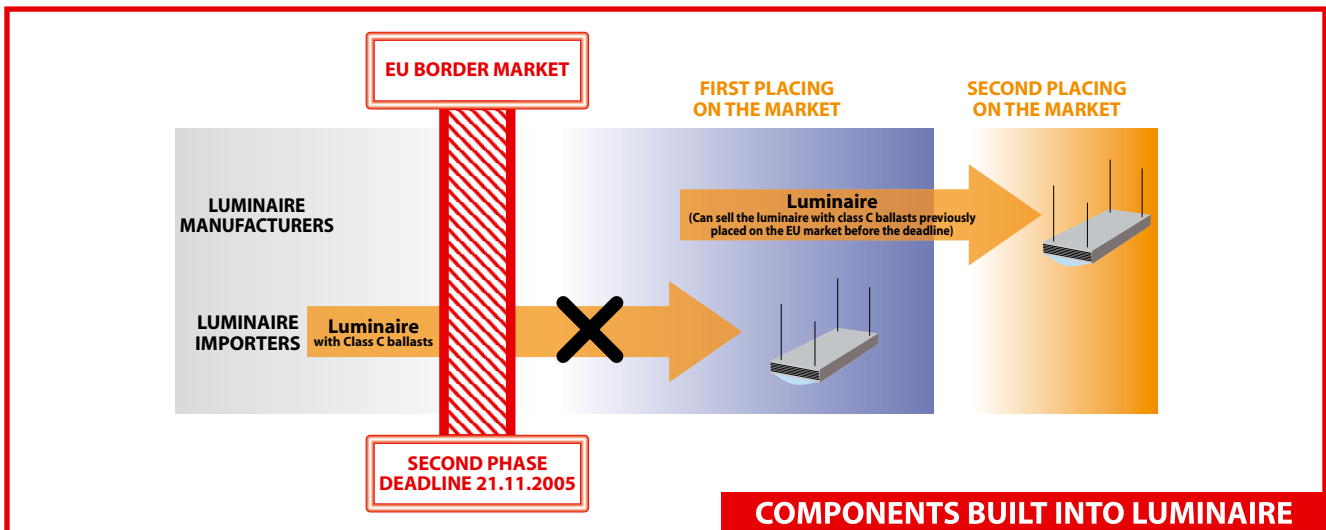 EU BORDER MARKET
FIRST PLACING
ON THE MARKET
SECOND PLACING
ON THE MARKET
LUMINAIRE
MANUFACTURERS
Luminaire
(Can sell the luminaire with class C ballasts previously
placed on the EU market before the deadline)
LUMINAIRE
IMPORTERS
Luminaire
with Class C ballasts
SECOND PHASE
DEADLINE 21.11.2005
COMPONENTS BUILT INTO LUMINAIRE